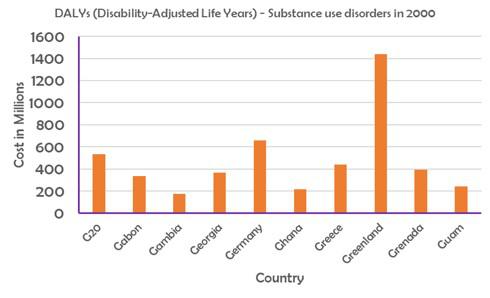 DALYs (Disability-Adjusted Life Years) - Substance use disorders in 2000
Cost in Millions
1600
1400
1200
1000
800
600
400
200
0
G20
Gabon
Gambia
Georgia
Germany
Ghana
Greece
Greenland
Grenada
Guam
Country